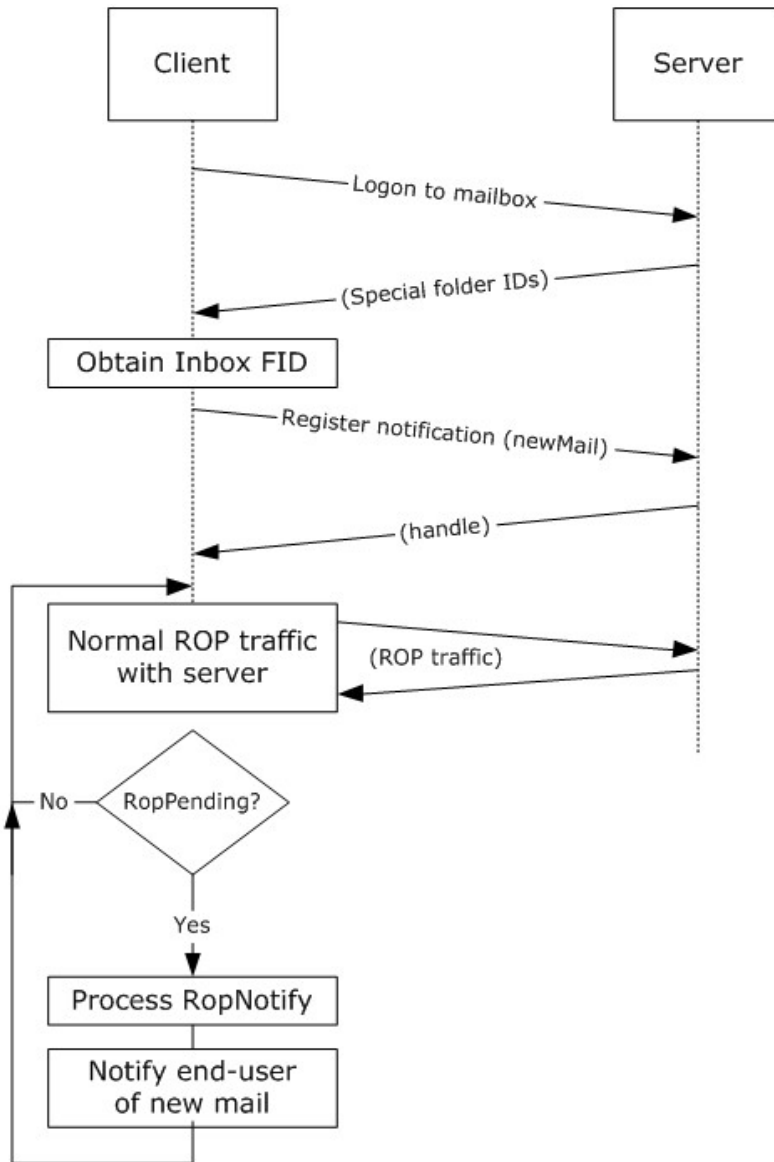 Client
Server
Logon to mailbox
(Special folder IDs)
Obtain Inbox FID
Register notification (newMail)
(handle)
Normal ROP traffic
with server
(ROP traffic)
RopPending?
No
Yes
Process RopNotify
Notify end-user
of new mail